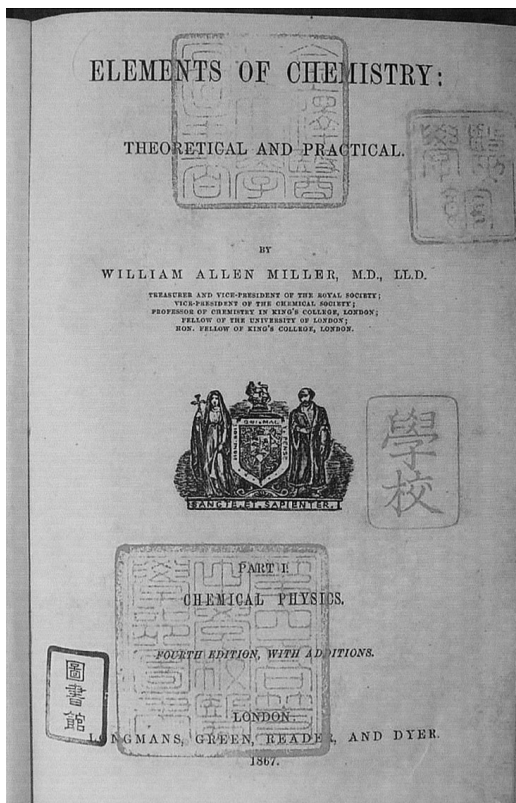 ELEMENTS OF CHEMISTRY:
THEORETICAL AND PRACTICAL.
BY
WILLIAM ALLEN MILLER, M.D., LL.D.
TREASURER AND VICE-PRESIDENT OF THE ROYAL SOCIETY;
VICE-PRESIDENT OF THE CHEMICAL SOCIETY;
PROFESSOR OF CHEMISTRY IN KING'S COLLEGE, LONDON;
FELLOW OF THE UNIVERSITY OF LONDON;
HON. FELLOW OF KING'S COLLEGE, LONDON.
學校
SANCTE.ET.SAPIENTER.
PART I.
CHEMICAL PHYSICS.
FOURTH EDITION, WITH ADDITIONS.
圖書館
LONDON.
LONGMANS, GREEN, READER, AND DYER.
1867.